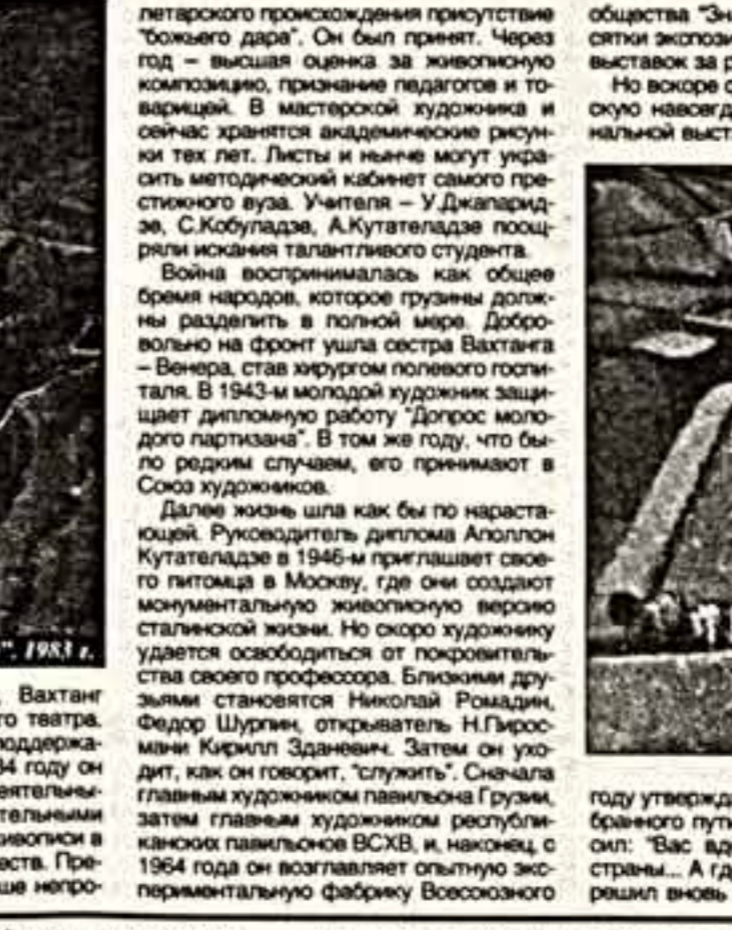 ". 1983 г.
Вахтанг
го театра.
поддержа-
34 году он
еятельны-
тельными
ивописи в
еств. Пре-
ше непро-
летарского происхождения присутствие
"божьего дара". Он был принят. Через
год – высшая оценка за живописную
композицию, признание педагогов и то-
варищей. В мастерской художника и
сейчас хранятся академические рисун-
ки тех лет. Листы и нынче могут укра-
сить методический кабинет самого пре-
стижного вуза. Учителя – У.Джапарид-
зе, С.Кобуладзе, А.Кутателадзе поощ-
ряли искания талантливого студента.
Война воспринималась как общее
бремя народов, которое грузины долж-
ны разделить в полной мере. Добро-
вольно на фронт ушла сестра Вахтанга
– Венера, став хирургом полевого госпи-
таля. В 1943-м молодой художник защи-
щает дипломную работу "Допрос моло-
дого партизана". В том же году, что бы-
ло редким случаем, его принимают в
Союз художников.
Далее жизнь шла как бы по нараста-
ющей. Руководитель диплома Аполлон
Кутателадзе в 1946-м приглашает свое-
го питомца в Москву, где они создают
монументальную живописную версию
сталинской жизни. Но скоро художнику
удается освободиться от покровитель-
ства своего профессора. Близкими дру-
зьями становятся Николай Ромадин,
Федор Шурпин, открыватель Н.Пирос-
мани Кирилл Зданевич. Затем он ухо-
дит, как он говорит, "служить". Сначала
главным художником павильона Грузии,
затем главным художником республи-
канских павильонов ВСХВ, и, наконец, с
1964 года он возглавляет опытную экс-
периментальную фабрику Всесоюзного
общества "Зн
сятки экспози
выставок за р
Но вскоре с
скую навсегд
нальной выст
году утвержда
бранного пути
сил: "Вас вд
страны... А гд
решил вновь